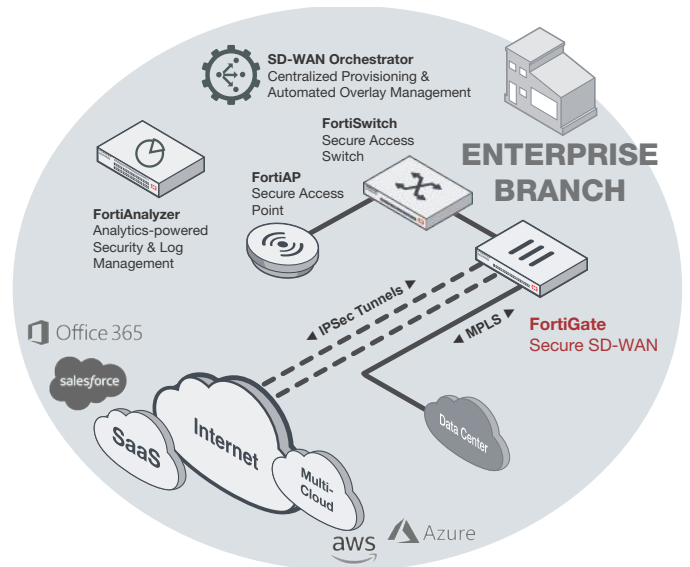 SD-WAN Orchestrator
Centralized Provisioning &
Automated Overlay Management
FortiSwitch
Secure Access
Switch
ENTERPRISE
BRANCH
FortiAP
Secure Access
Point
FortiAnalyzer
Analytics-powered
Security & Log
Management
◄ IPSec Tunnels ►
◄ MPLS ►
FortiGate
Secure SD-WAN
Office 365
salesforce
SaaS
Internet
Multi-
Cloud
Data Center
aws
Azure